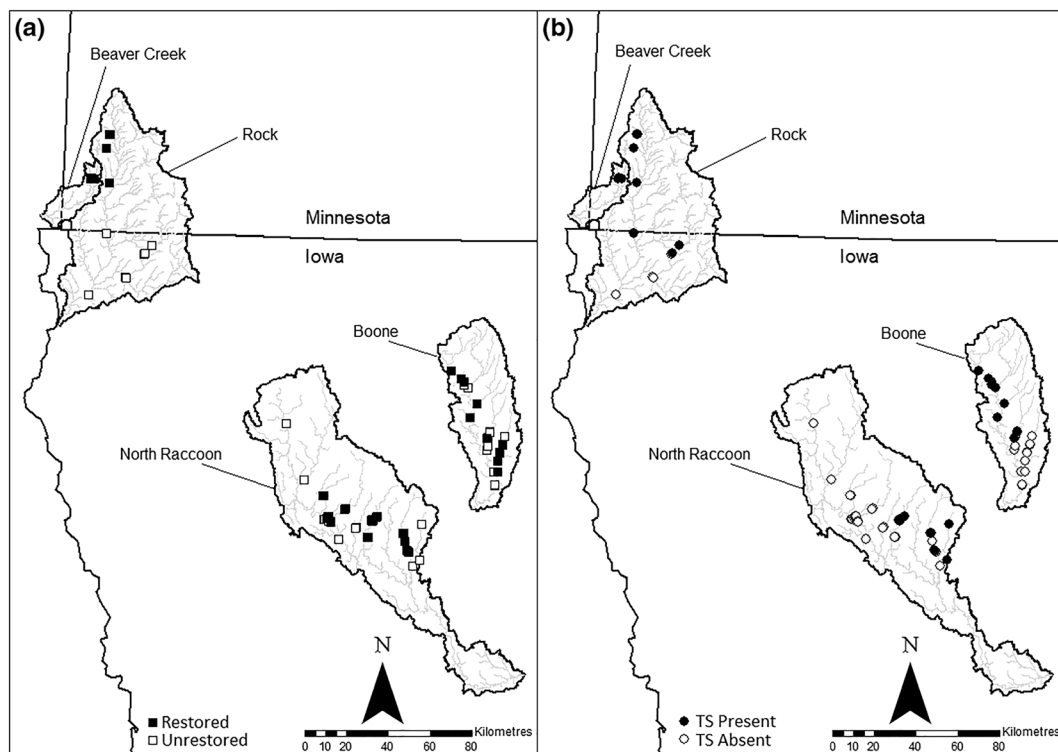 (a)
Beaver Creek
Rock
Minnesota
Iowa
Boone
North Raccoon
N
Restored
Unrestored
Kilometres
0 10 20 40 60 80
(b)
Beaver Creek
Rock
Minnesota
Iowa
Boone
North Raccoon
N
TS Present
TS Absent
Kilometres
0 10 20 40 60 80